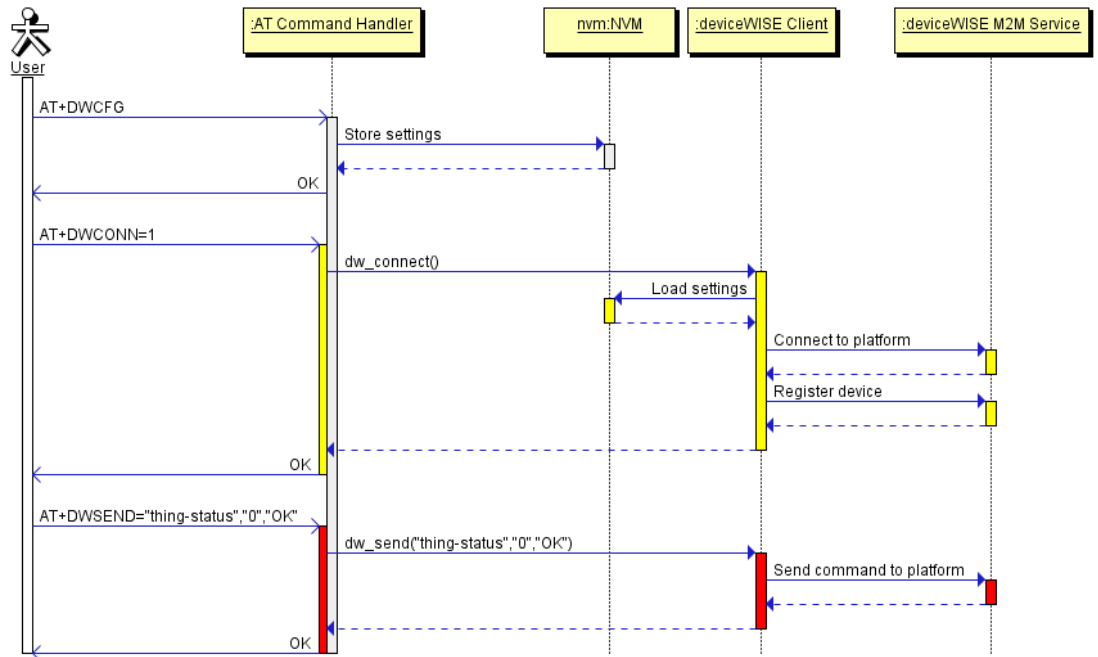 :AT Command Handler
nvm:NVM
:deviceWISE Client
:deviceWISE M2M Service
User
AT+DWCFG
Store settings
OK
AT+DWCONN=1
dw_connect()
Load settings
Connect to platform
Register device
OK
AT+DWSEND="thing-status","0","OK"
dw_send("thing-status","0","OK")
Send command to platform
OK